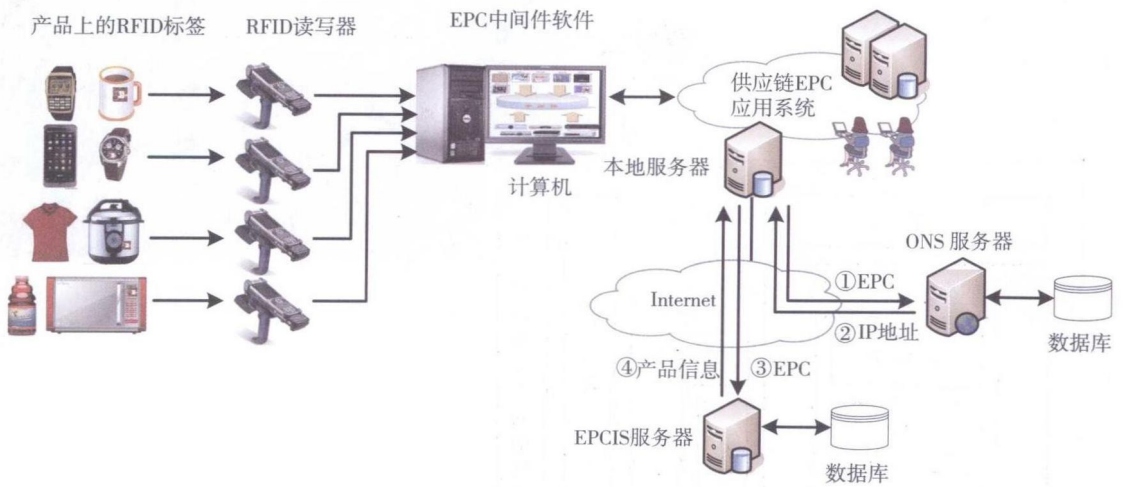 产品上的RFID标签
RFID读写器
EPC中间件软件
供应链EPC
应用系统
计算机
本地服务器
ONS 服务器
①EPC
Internet
②IP地址
数据库
④产品信息
③EPC
EPCIS服务器
数据库